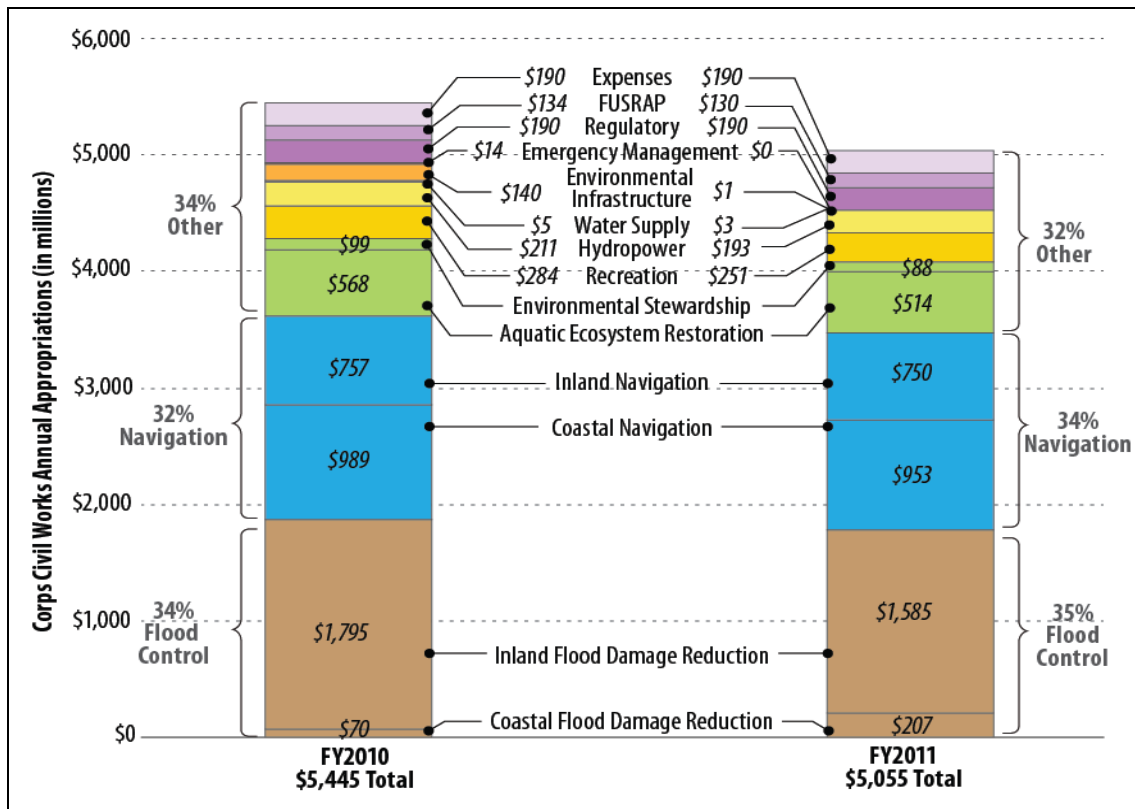 Corps Civil Works Annual Appropriations (in millions)
$6,000
$5,000
$4,000
$3,000
$2,000
$1,000
$0
34%
Other
32%
Navigation
34%
Flood
Control
$190 Expenses $190
$134 FUSRAP $130
$190 Regulatory $190
$14 Emergency Management $0
$140 Environmental Infrastructure $1
$5 Water Supply $3
$211 Hydropower $193
$284 Recreation $251
Environmental Stewardship
Aquatic Ecosystem Restoration
Inland Navigation
Coastal Navigation
Inland Flood Damage Reduction
Coastal Flood Damage Reduction
$99
$568
$757
$989
$1,795
$70
$88
$514
$750
$953
$1,585
$207
32%
Other
34%
Navigation
35%
Flood
Control
FY2010
$5,445 Total
FY2011
$5,055 Total